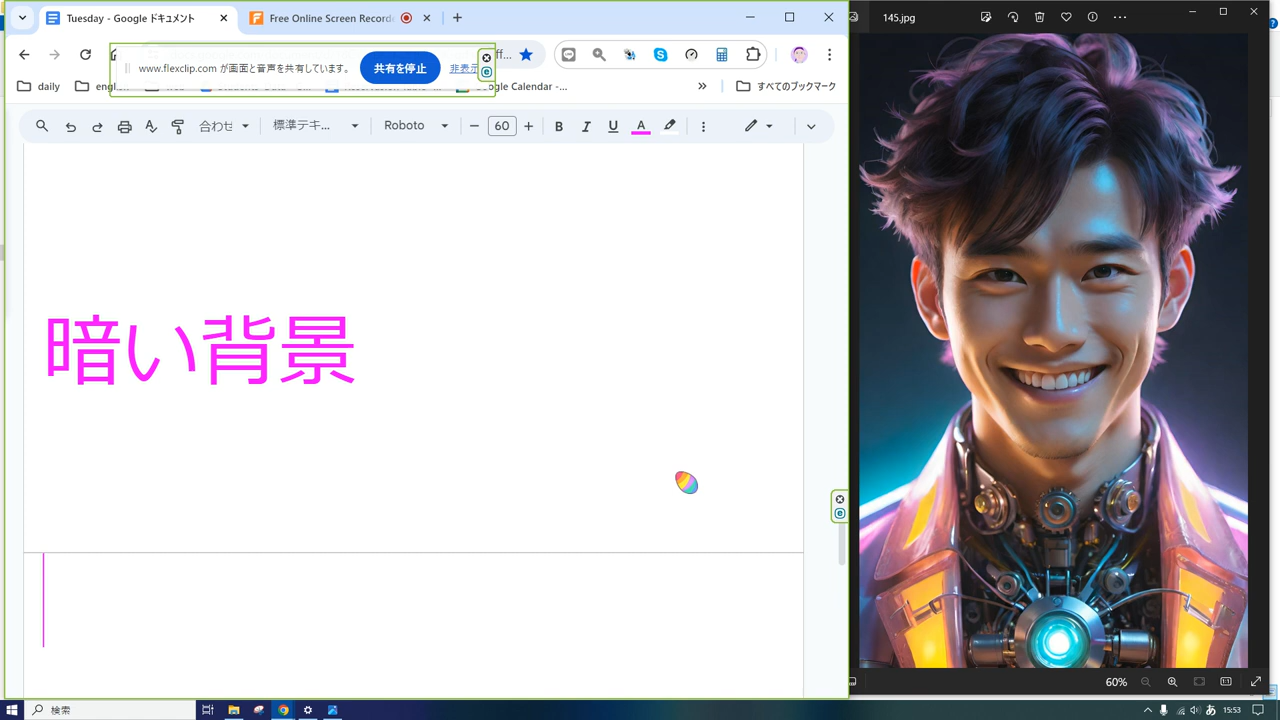 Tuesday - Google ドキュメント
Free Online Screen Record
145.jpg
ff...
www.flexclip.com が画面と音声を共有しています。
共有を停止
非表示
daily
Google Calendar -...
すべてのブックマーク
合わせ
標準テキ...
Roboto
60
B I U A
暗い背景
60%
検索
あ
15:53